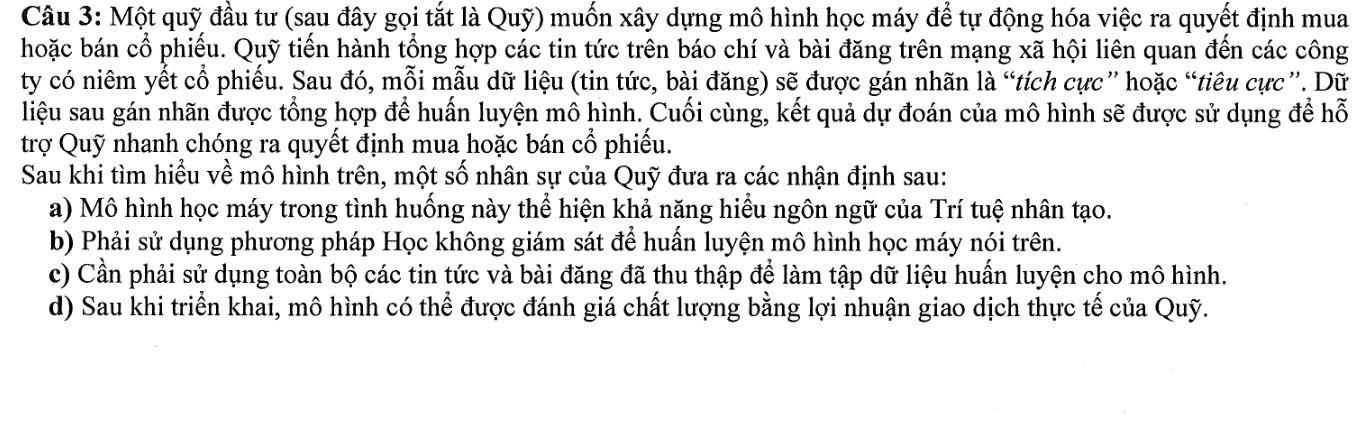 Câu 3: Một quỹ đầu tư (sau đây gọi tắt là Quỹ) muốn xây dựng mô hình học máy để tự động hóa việc ra quyết định mua
hoặc bán cổ phiếu. Quỹ tiến hành tổng hợp các tin tức trên báo chí và bài đăng trên mạng xã hội liên quan đến các công
ty có niêm yết cổ phiếu. Sau đó, mỗi mẫu dữ liệu (tin tức, bài đăng) sẽ được gán nhãn là “tích cực” hoặc “tiêu cực”. Dữ
liệu sau gán nhãn được tổng hợp để huấn luyện mô hình. Cuối cùng, kết quả dự đoán của mô hình sẽ được sử dụng để hỗ
trợ Quỹ nhanh chóng ra quyết định mua hoặc bán cổ phiếu.
Sau khi tìm hiểu về mô hình trên, một số nhân sự của Quỹ đưa ra các nhận định sau:
a) Mô hình học máy trong tình huống này thể hiện khả năng hiểu ngôn ngữ của Trí tuệ nhân tạo.
b) Phải sử dụng phương pháp Học không giám sát để huấn luyện mô hình học máy nói trên.
c) Cần phải sử dụng toàn bộ các tin tức và bài đăng đã thu thập để làm tập dữ liệu huấn luyện cho mô hình.
d) Sau khi triển khai, mô hình có thể được đánh giá chất lượng bằng lợi nhuận giao dịch thực tế của Quỹ.